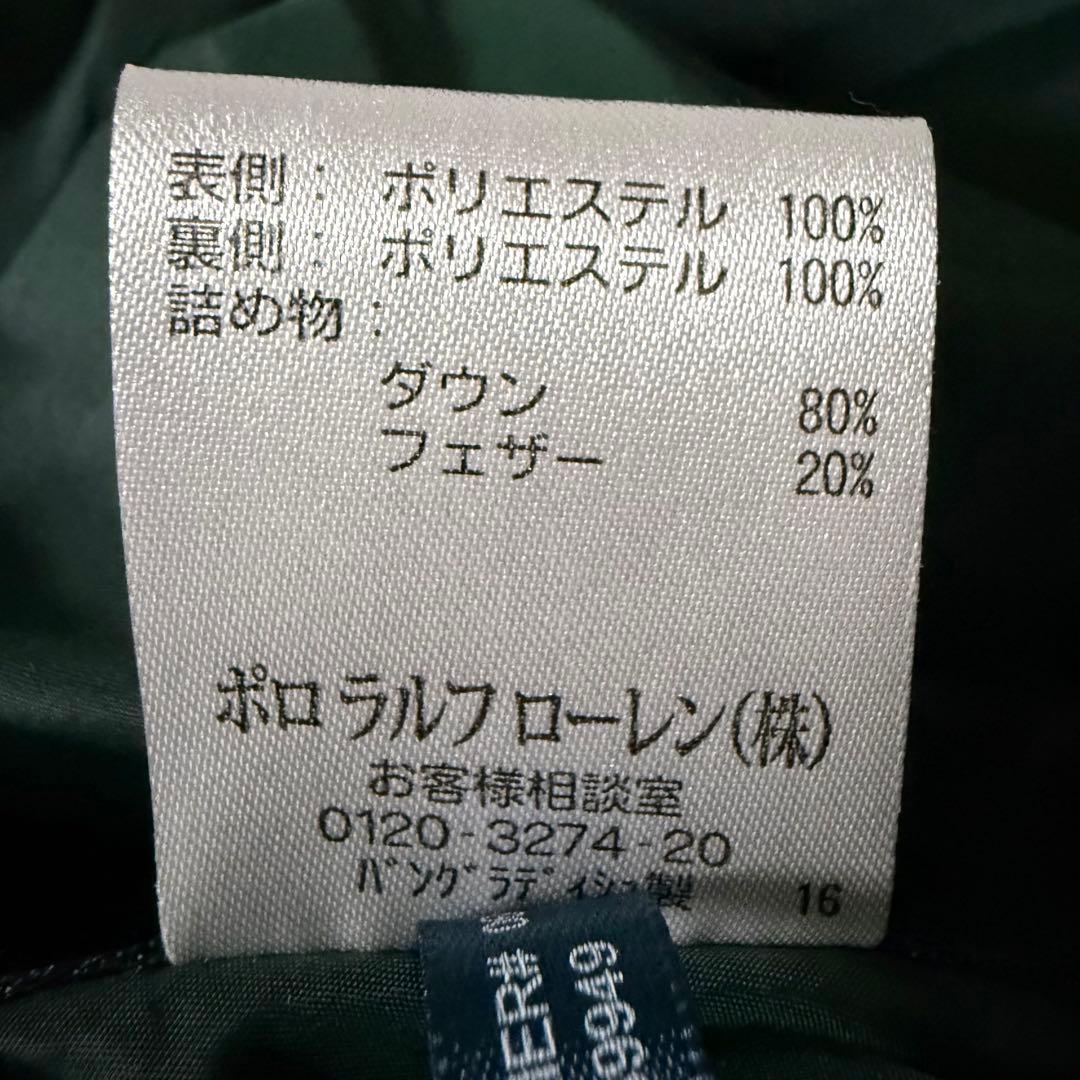 表側： ポリエステル 100%
裏側： ポリエステル 100%
詰め物：
ダウン 80%
フェザー 20%
ポロ ラルフ ローレン(株)
お客様相談室
0120-3274-20
ﾊﾞﾝｸﾞﾗﾃﾞｨｼｭ製 16
IER#
9949